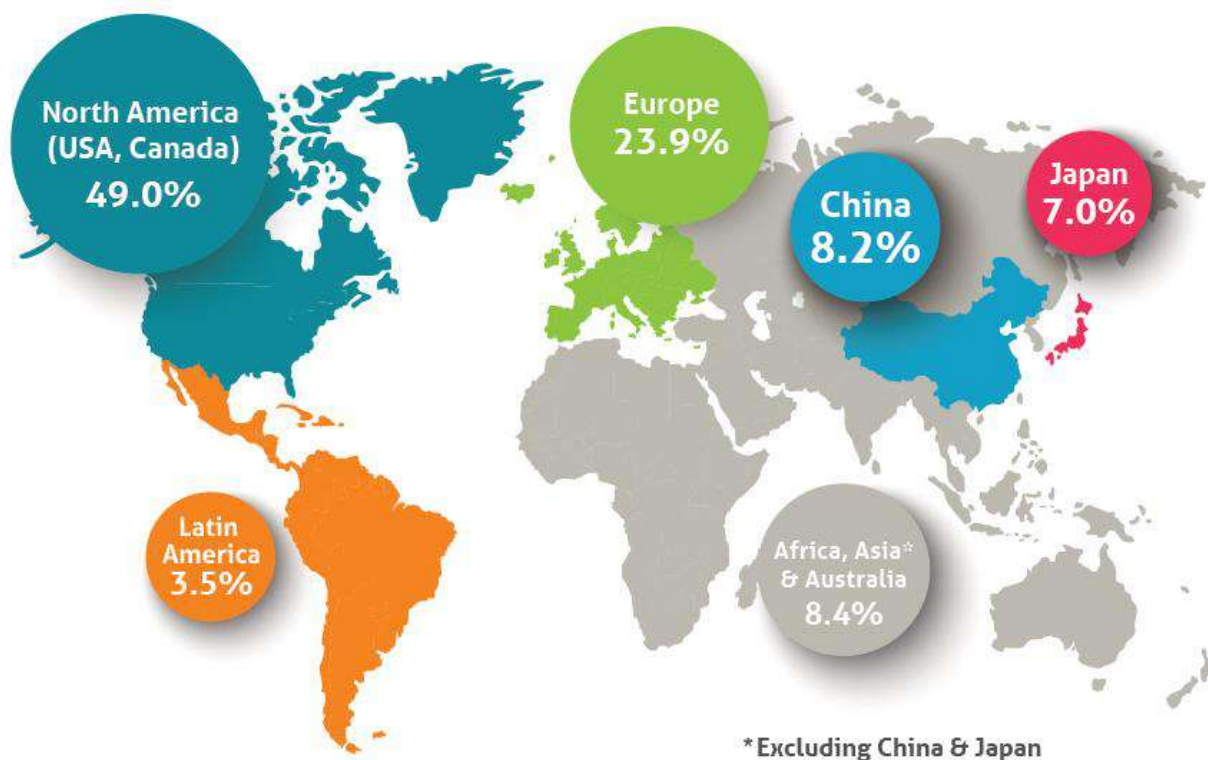 North America
(USA, Canada)
49.0%
Europe
23.9%
China
8.2%
Japan
7.0%
Latin
America
3.5%
Africa, Asia*
& Australia
8.4%
*Excluding China & Japan